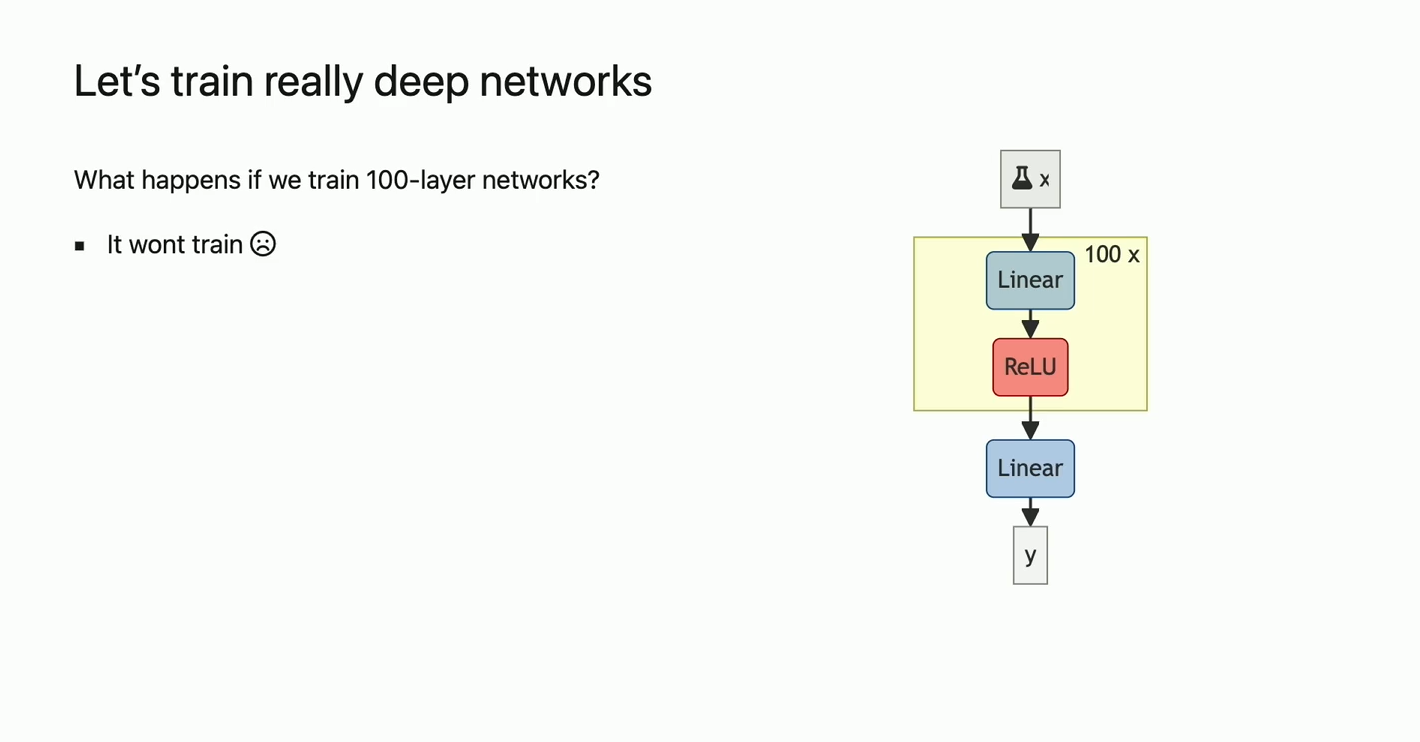 Let's train really deep networks
What happens if we train 100-layer networks?
▪ It wont train ☹
x
100 x
Linear
ReLU
Linear
y